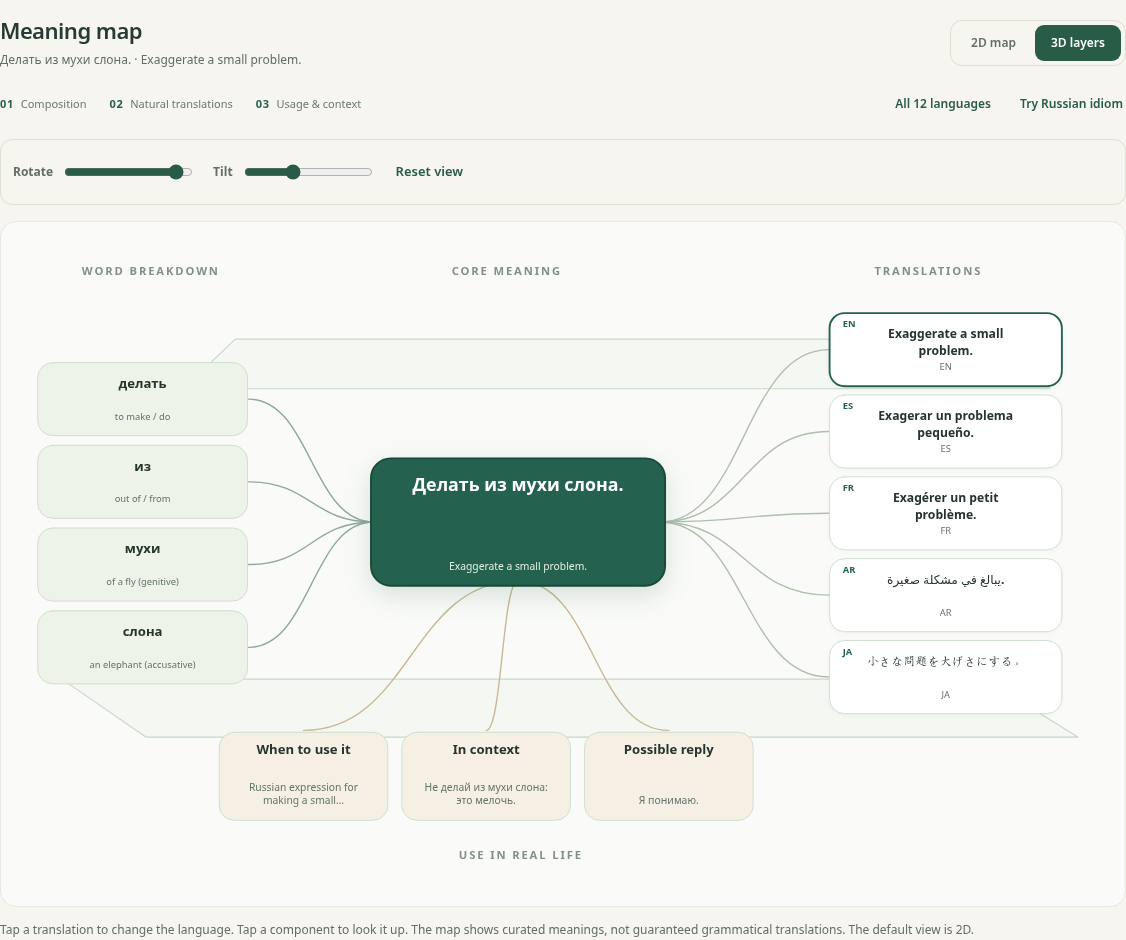 Meaning map
Делать из мухи слона. · Exaggerate a small problem.
2D map
3D layers
01 Composition
02 Natural translations
03 Usage & context
All 12 languages
Try Russian idiom
Rotate
Tilt
Reset view
WORD BREAKDOWN
CORE MEANING
TRANSLATIONS
делать
to make / do
из
out of / from
мухи
of a fly (genitive)
слона
an elephant (accusative)
Делать из мухи слона.
Exaggerate a small problem.
EN
Exaggerate a small
problem.
EN
ES
Exagerar un problema
pequeño.
ES
FR
Exagérer un petit
problème.
FR
AR
يبالغ في مشكلة صغيرة.
AR
JA
小さな問題を大げさにする。
JA
When to use it
Russian expression for
making a small...
In context
Не делай из мухи слона:
это мелочь.
Possible reply
Я понимаю.
USE IN REAL LIFE
Tap a translation to change the language. Tap a component to look it up. The map shows curated meanings, not guaranteed grammatical translations. The default view is 2D.